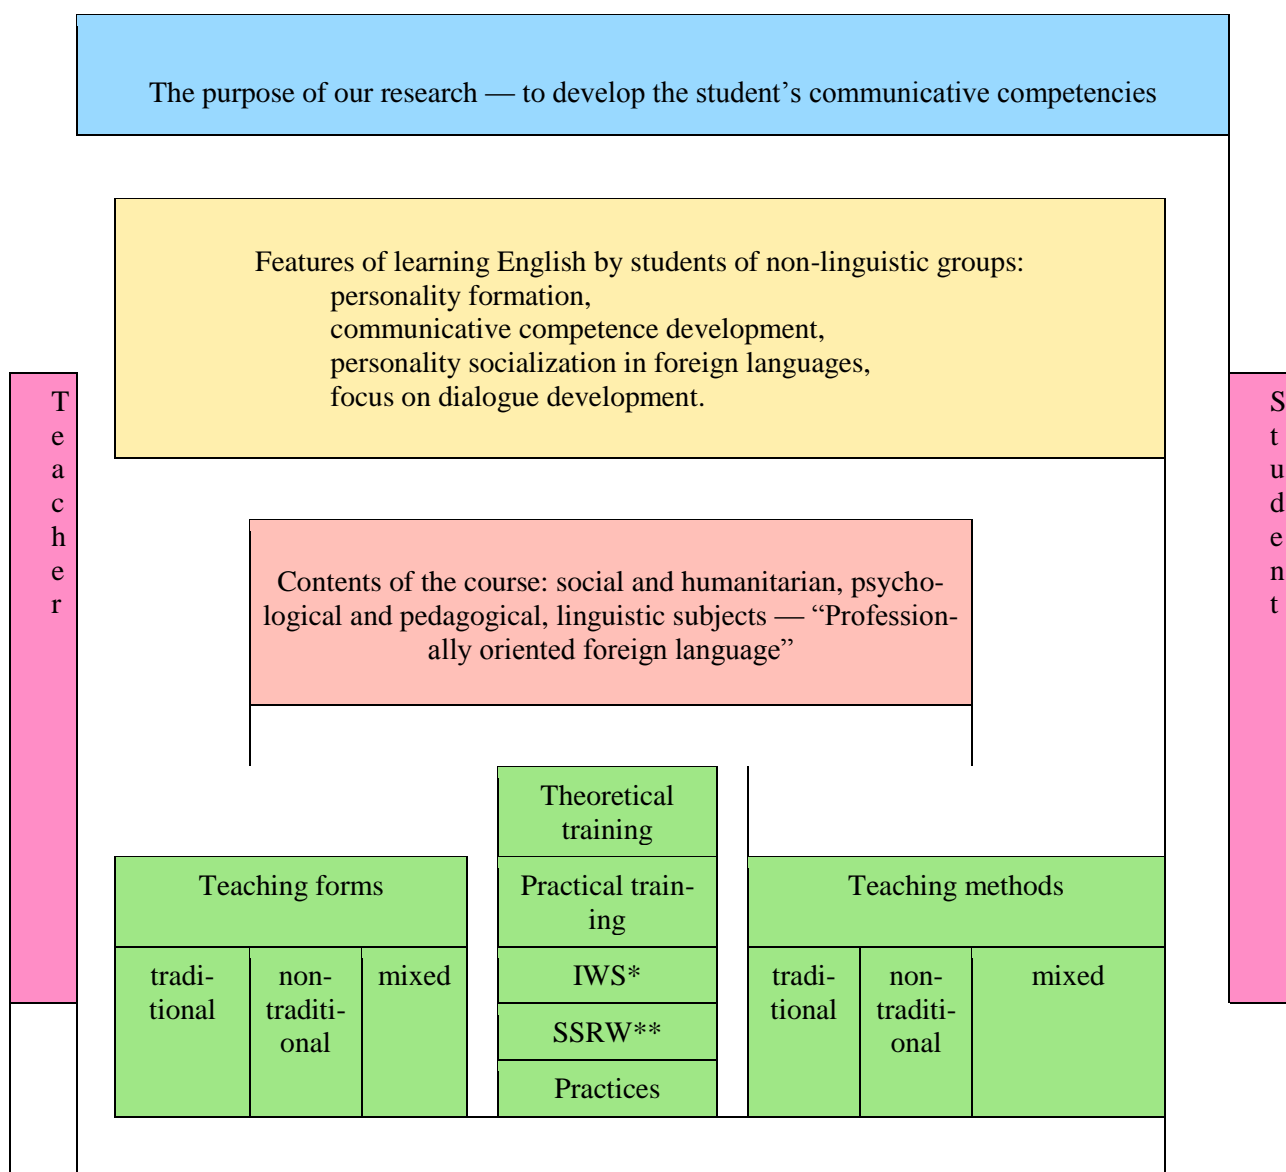 The purpose of our research — to develop the student’s communicative competencies
Features of learning English by students of non-linguistic groups:
personality formation,
communicative competence development,
personality socialization in foreign languages,
focus on dialogue development.
T
e
a
c
h
e
r
S
t
u
d
e
n
t
Contents of the course: social and humanitarian, psycho-
logical and pedagogical, linguistic subjects — “Profession-
ally oriented foreign language”
Theoretical
training
Teaching forms
Practical train-
ing
Teaching methods
tradi-
tional
non-
traditi-
onal
mixed
IWS*
SSRW**
Practices
tradi-
tional
non-
traditi-
onal
mixed